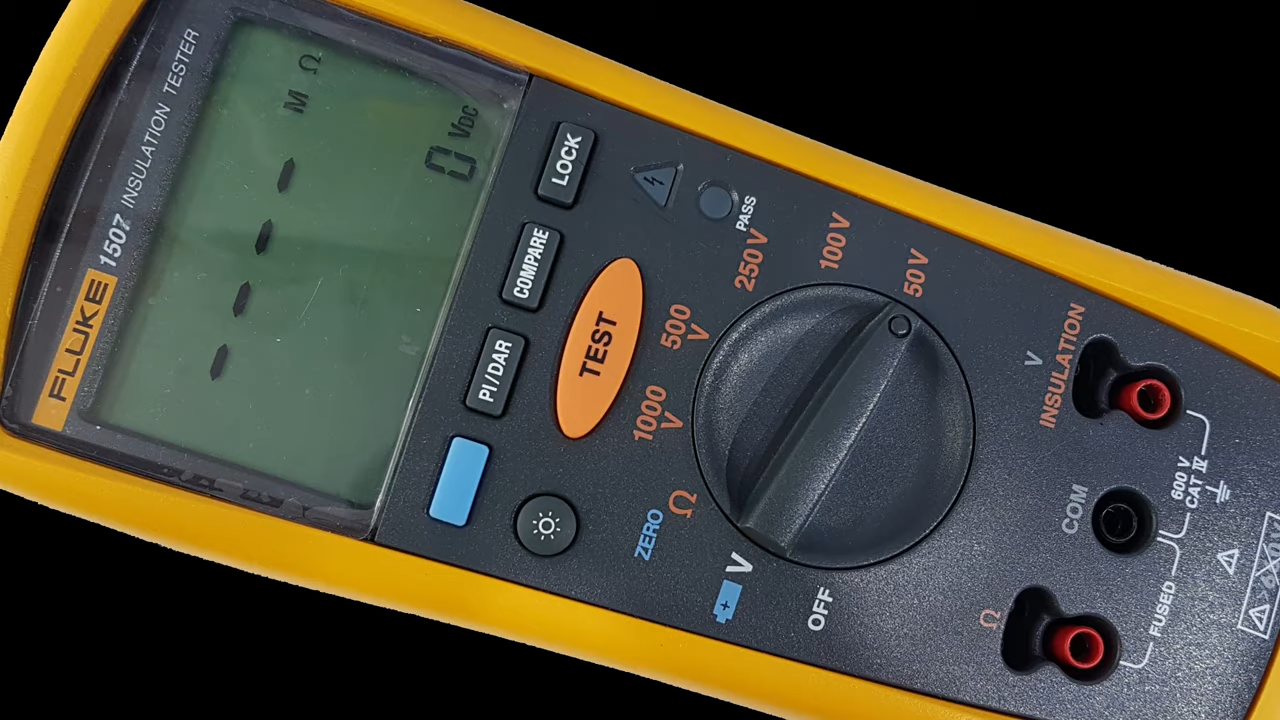 FLUKE 1507 INSULATION TESTER
- - - - M Ω
0 VDC
PI/DAR
COMPARE
LOCK
TEST
PASS
1000
V
500
V
250V
100V
50V
ZERO
Ω
V
OFF
V
INSULATION
COM
Ω
600 V
CAT IV
FUSED